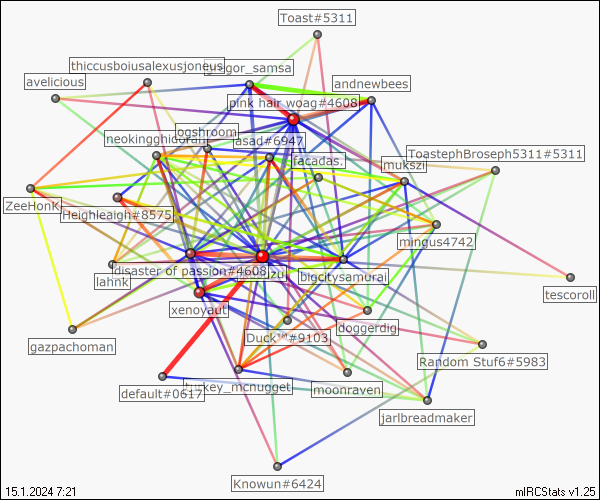 Toast#5311
thiccusboiusalexusjoneus
gregor_samsa
avelicious
andnewbees
pink hair woag#4608
ogshroom
neokingghidorah
asad#6947
facadas.
ToastephBroseph5311#5311
mukszi
ZeeHonk
Heighleaigh#8575
mingus4742
lahnk
disaster of passion#4608
bigcitysamurai
tescoroll
xenoyaut
doggerdig
Duck™#9103
gazpachoman
Random Stuf6#5983
default#0617
turkey_mcnugget
moonraven
jarlbreadmaker
Knowun#6424
15.1.2024 7:21
mIRCStats v1.25